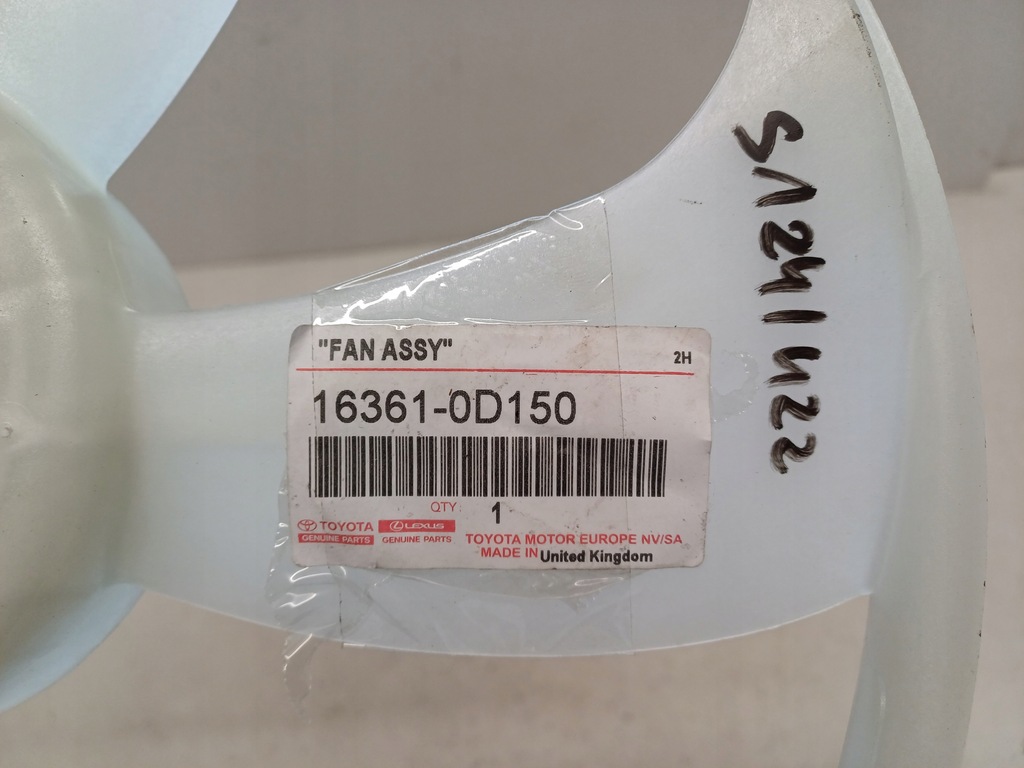 "FAN ASSY"
2H
16361-0D150
QTY 1
TOYOTA
GENUINE PARTS
LEXUS
GENUINE PARTS
TOYOTA MOTOR EUROPE NV/SA
MADE IN United Kingdom
SA241422